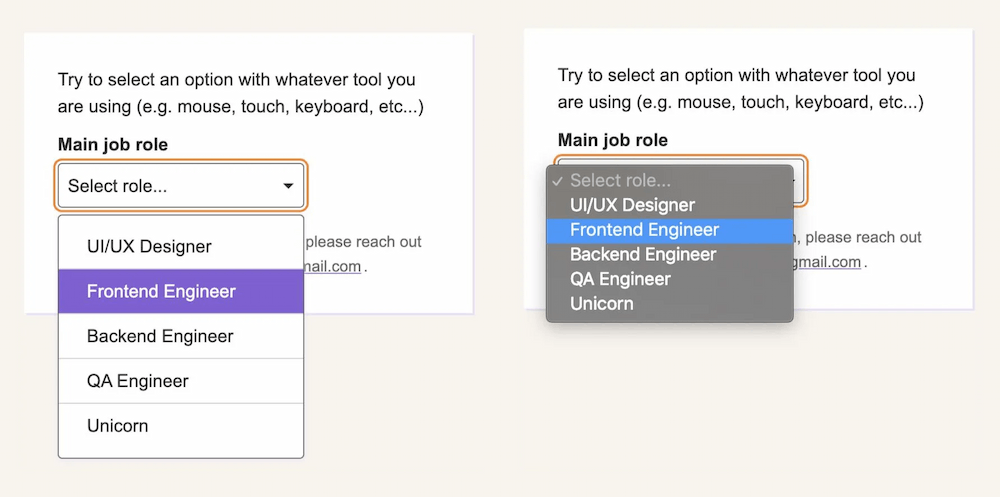 Try to select an option with whatever tool you
are using (e.g. mouse, touch, keyboard, etc...)
Main job role
Select role...
UI/UX Designer
Frontend Engineer
Backend Engineer
QA Engineer
Unicorn
please reach out
mail.com.
Try to select an option with whatever tool you
are using (e.g. mouse, touch, keyboard, etc...)
Main job role
✓ Select role...
UI/UX Designer
Frontend Engineer
Backend Engineer
QA Engineer
Unicorn
, please reach out
gmail.com.